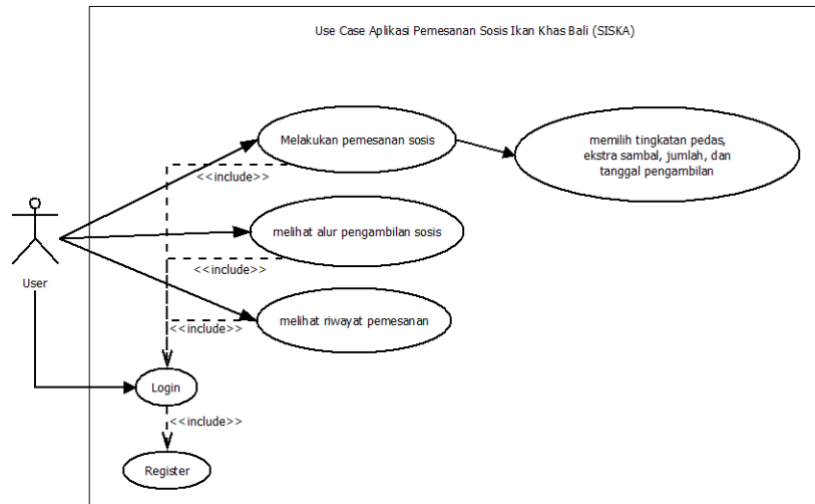 Use Case Aplikasi Pemesanan Sosis Ikan Khas Bali (SISKA)
Melakukan pemesanan sosis
memilih tingkatan pedas,
ekstra sambal, jumlah, dan
tanggal pengambilan
<<include>>
melihat alur pengambilan sosis
<<include>>
User
melihat riwayat pemesanan
<<include>>
Login
<<include>>
Register